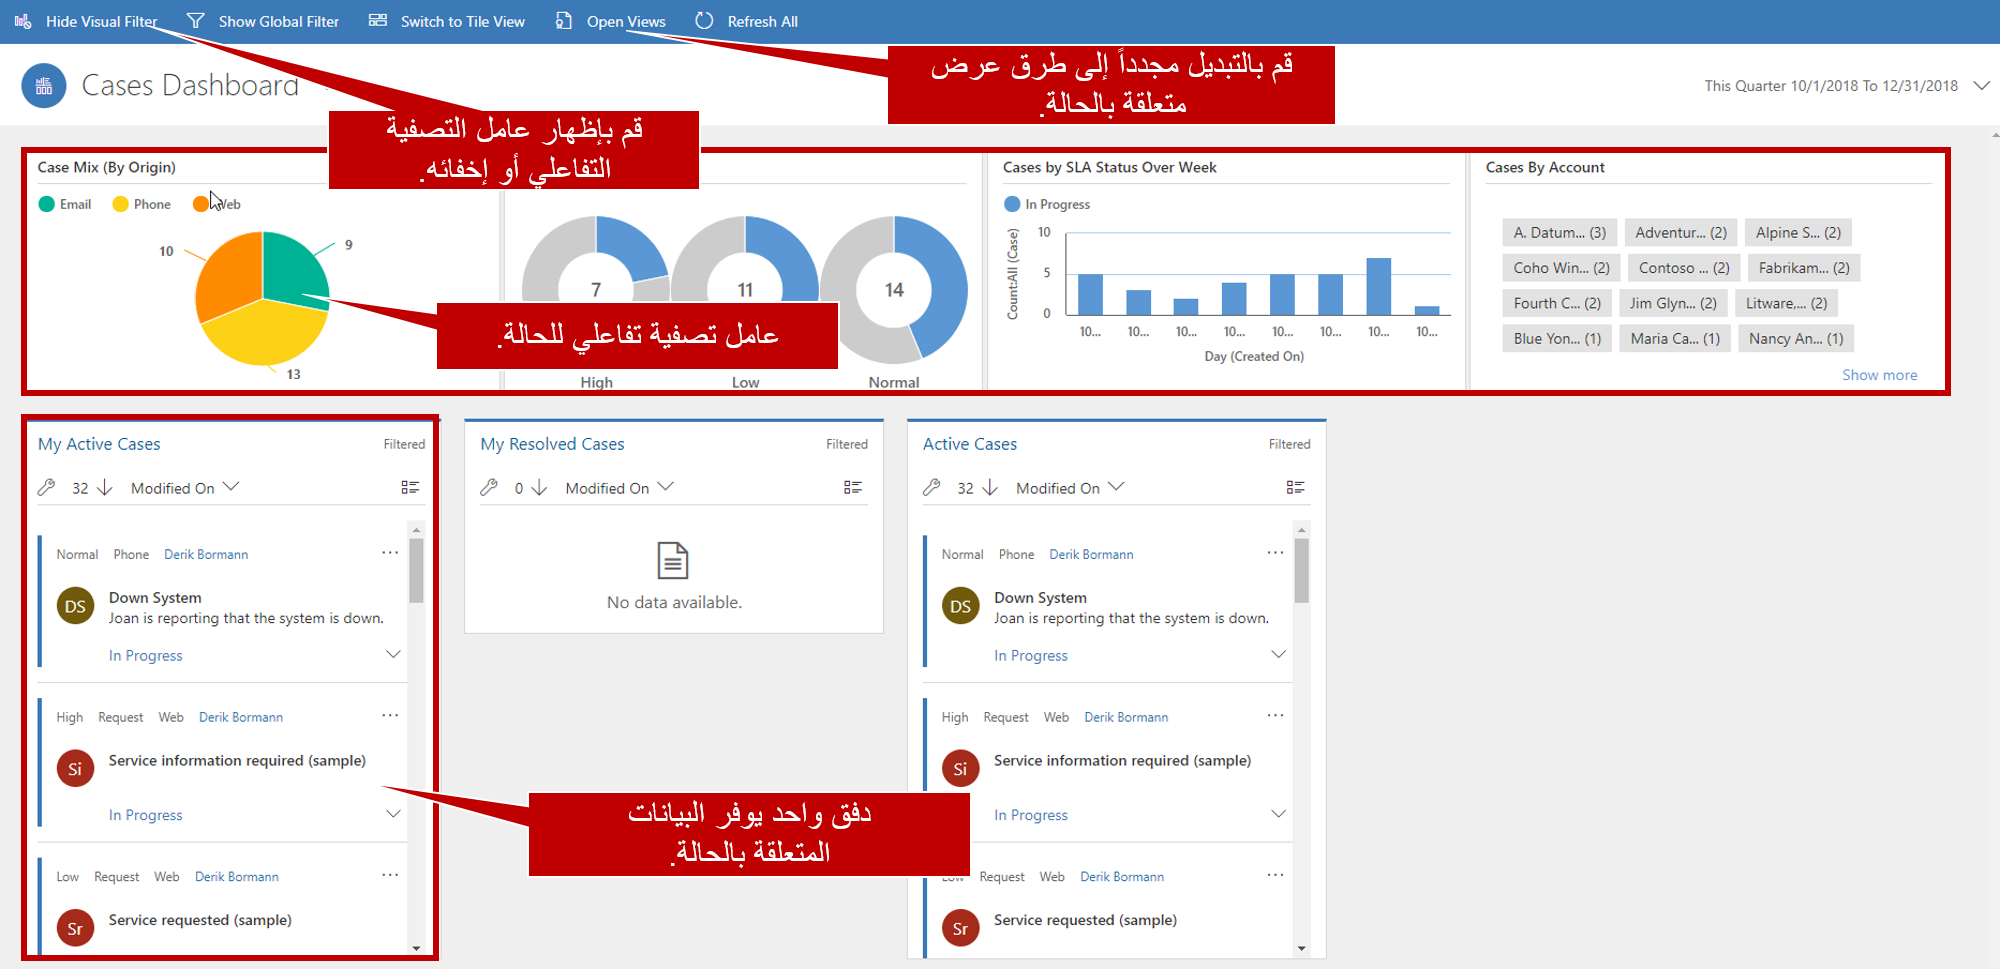 Hide Visual Filter
Show Global Filter
Switch to Tile View
Open Views
Refresh All
قم بالتبديل مجدداً إلى طرق عرض
متعلقة بالحالة.
Cases Dashboard
This Quarter 10/1/2018 To 12/31/2018
قم بإظهار عامل التصفية
التفاعلي أو إخفائه.
Case Mix (By Origin)
Email
Phone
Web
10
9
13
عامل تصفية تفاعلي للحالة.
7
11
14
High
Low
Normal
Cases by SLA Status Over Week
In Progress
Count:All (Case)
10
5
0
10... 10... 10... 10... 10... 10... 10... 10...
Day (Created On)
Cases By Account
A. Datum... (3) Adventur... (2) Alpine S... (2)
Coho Win... (2) Contoso ... (2) Fabrikam... (2)
Fourth C... (2) Jim Glyn... (2) Litware,... (2)
Blue Yon... (1) Maria Ca... (1) Nancy An... (1)
Show more
My Active Cases
Filtered
32 Modified On
Normal Phone Derik Bormann ...
DS
Down System
Joan is reporting that the system is down.
In Progress
High Request Web Derik Bormann ...
Si
Service information required (sample)
In Progress
دفق واحد يوفر البيانات
المتعلقة بالحالة.
Low Request Web Derik Bormann ...
Sr
Service requested (sample)
My Resolved Cases
Filtered
0 Modified On
No data available.
Active Cases
Filtered
32 Modified On
Normal Phone Derik Bormann ...
DS
Down System
Joan is reporting that the system is down.
In Progress
High Request Web Derik Bormann ...
Si
Service information required (sample)
In Progress
Low Request Web Derik Bormann ...
Sr
Service requested (sample)